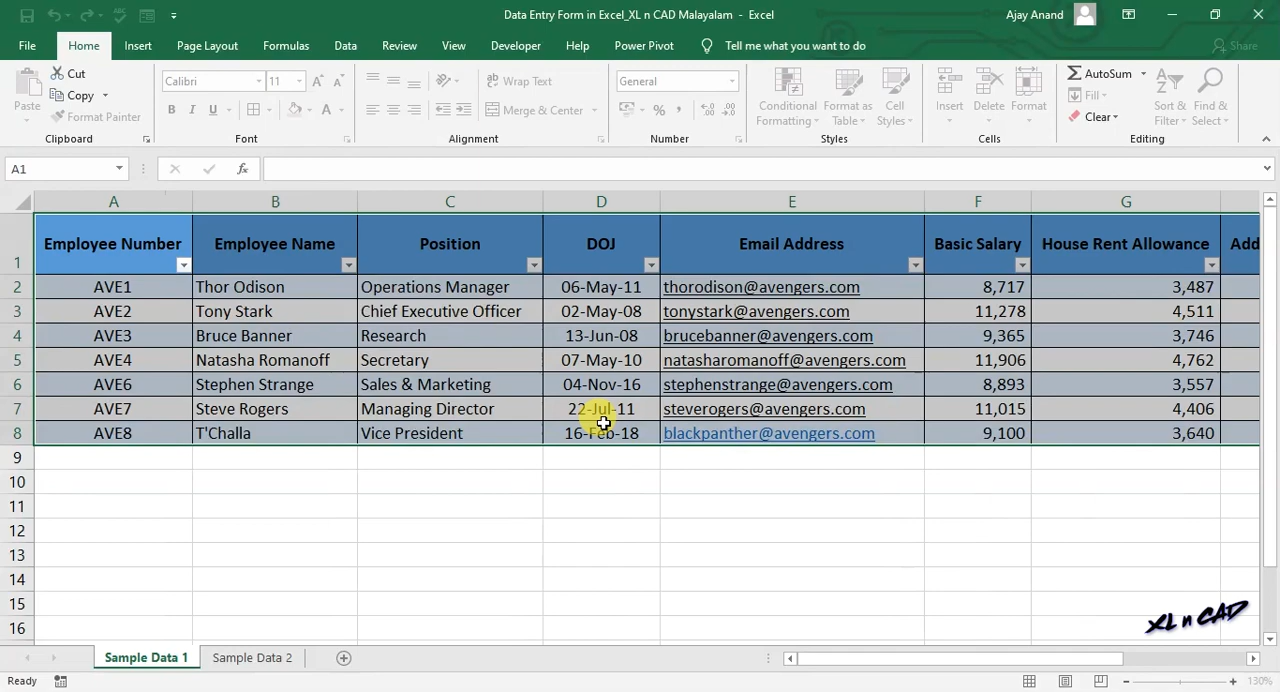 Data Entry Form in Excel_XL n CAD Malayalam - Excel
Ajay Anand
File Home Insert Page Layout Formulas Data Review View Developer Help Power Pivot Tell me what you want to do Share
Paste Cut Calibri 11 Wrap Text General Conditional Formatting Format as Table Cell Styles Insert Delete Format AutoSum Sort & Filter Find & Select
Copy Merge & Center Fill
Format Painter Clear
Clipboard Font Alignment Number Styles Cells Editing
A1 fx
A B C D E F G
1 Employee Number Employee Name Position DOJ Email Address Basic Salary House Rent Allowance Add
2 AVE1 Thor Odison Operations Manager 06-May-11 thorodison@avengers.com 8,717 3,487
3 AVE2 Tony Stark Chief Executive Officer 02-May-08 tonystark@avengers.com 11,278 4,511
4 AVE3 Bruce Banner Research 13-Jun-08 brucebanner@avengers.com 9,365 3,746
5 AVE4 Natasha Romanoff Secretary 07-May-10 natasharomanoff@avengers.com 11,906 4,762
6 AVE6 Stephen Strange Sales & Marketing 04-Nov-16 stephenstrange@avengers.com 8,893 3,557
7 AVE7 Steve Rogers Managing Director 22-Jul-11 steverogers@avengers.com 11,015 4,406
8 AVE8 T'Challa Vice President 16-Feb-18 blackpanther@avengers.com 9,100 3,640
9
10
11
12
13
14
15
16
XL n CAD
Sample Data 1 Sample Data 2
Ready 130%